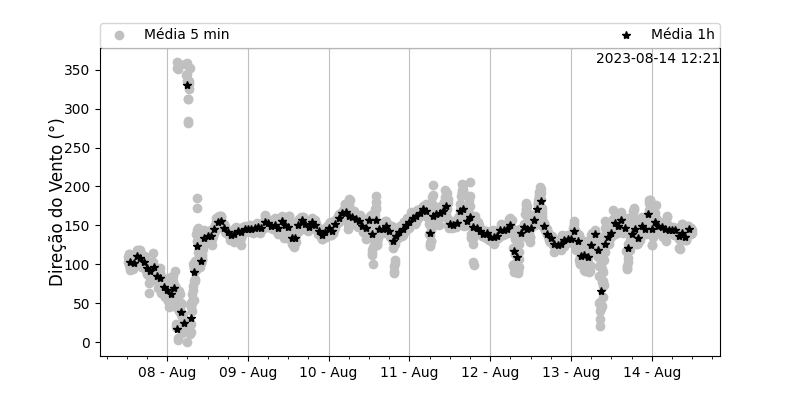 Média 5 min
Média 1h
2023-08-14 12:21
Direção do Vento (°)
350
300
250
200
150
100
50
0
08 - Aug
09 - Aug
10 - Aug
11 - Aug
12 - Aug
13 - Aug
14 - Aug